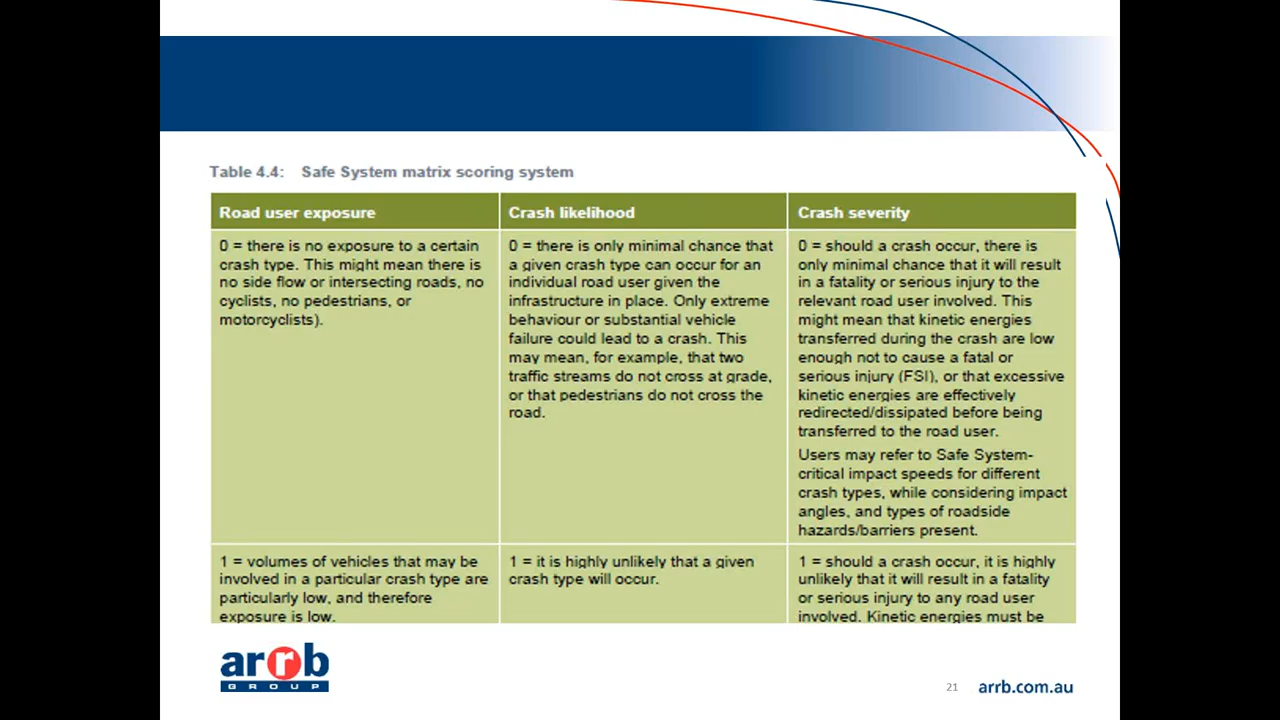 Table 4.4: Safe System matrix scoring system
Road user exposure
Crash likelihood
Crash severity
0 = there is no exposure to a certain
crash type. This might mean there is
no side flow or intersecting roads, no
cyclists, no pedestrians, or
motorcyclists).
0 = there is only minimal chance that
a given crash type can occur for an
individual road user given the
infrastructure in place. Only extreme
behaviour or substantial vehicle
failure could lead to a crash. This
may mean, for example, that two
traffic streams do not cross at grade,
or that pedestrians do not cross the
road.
0 = should a crash occur, there is
only minimal chance that it will result
in a fatality or serious injury to the
relevant road user involved. This
might mean that kinetic energies
transferred during the crash are low
enough not to cause a fatal or
serious injury (FSI), or that excessive
kinetic energies are effectively
redirected/dissipated before being
transferred to the road user.
Users may refer to Safe System-
critical impact speeds for different
crash types, while considering impact
angles, and types of roadside
hazards/barriers present.
1 = volumes of vehicles that may be
involved in a particular crash type are
particularly low, and therefore
exposure is low.
1 = it is highly unlikely that a given
crash type will occur.
1 = should a crash occur, it is highly
unlikely that it will result in a fatality
or serious injury to any road user
involved. Kinetic energies must be
arrb
GROUP
21
arrb.com.au